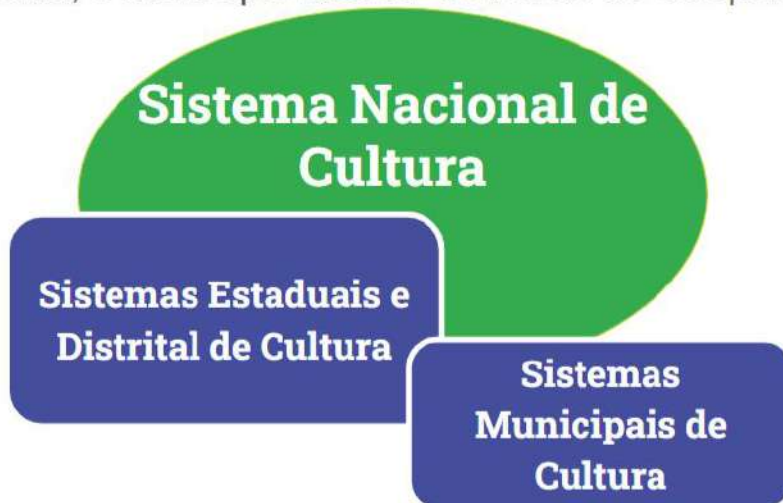 Sistema Nacional de
Cultura
Sistemas Estaduais e
Distrital de Cultura
Sistemas
Municipais de
Cultura